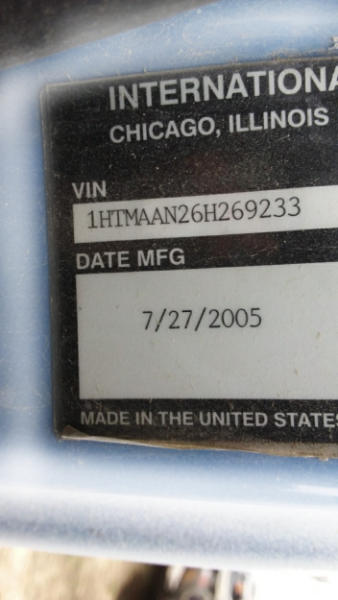 INTERNATIONA
CHICAGO, ILLINOIS
VIN
1HTMAAN26H269233
DATE MFG
7/27/2005
MADE IN THE UNITED STATES